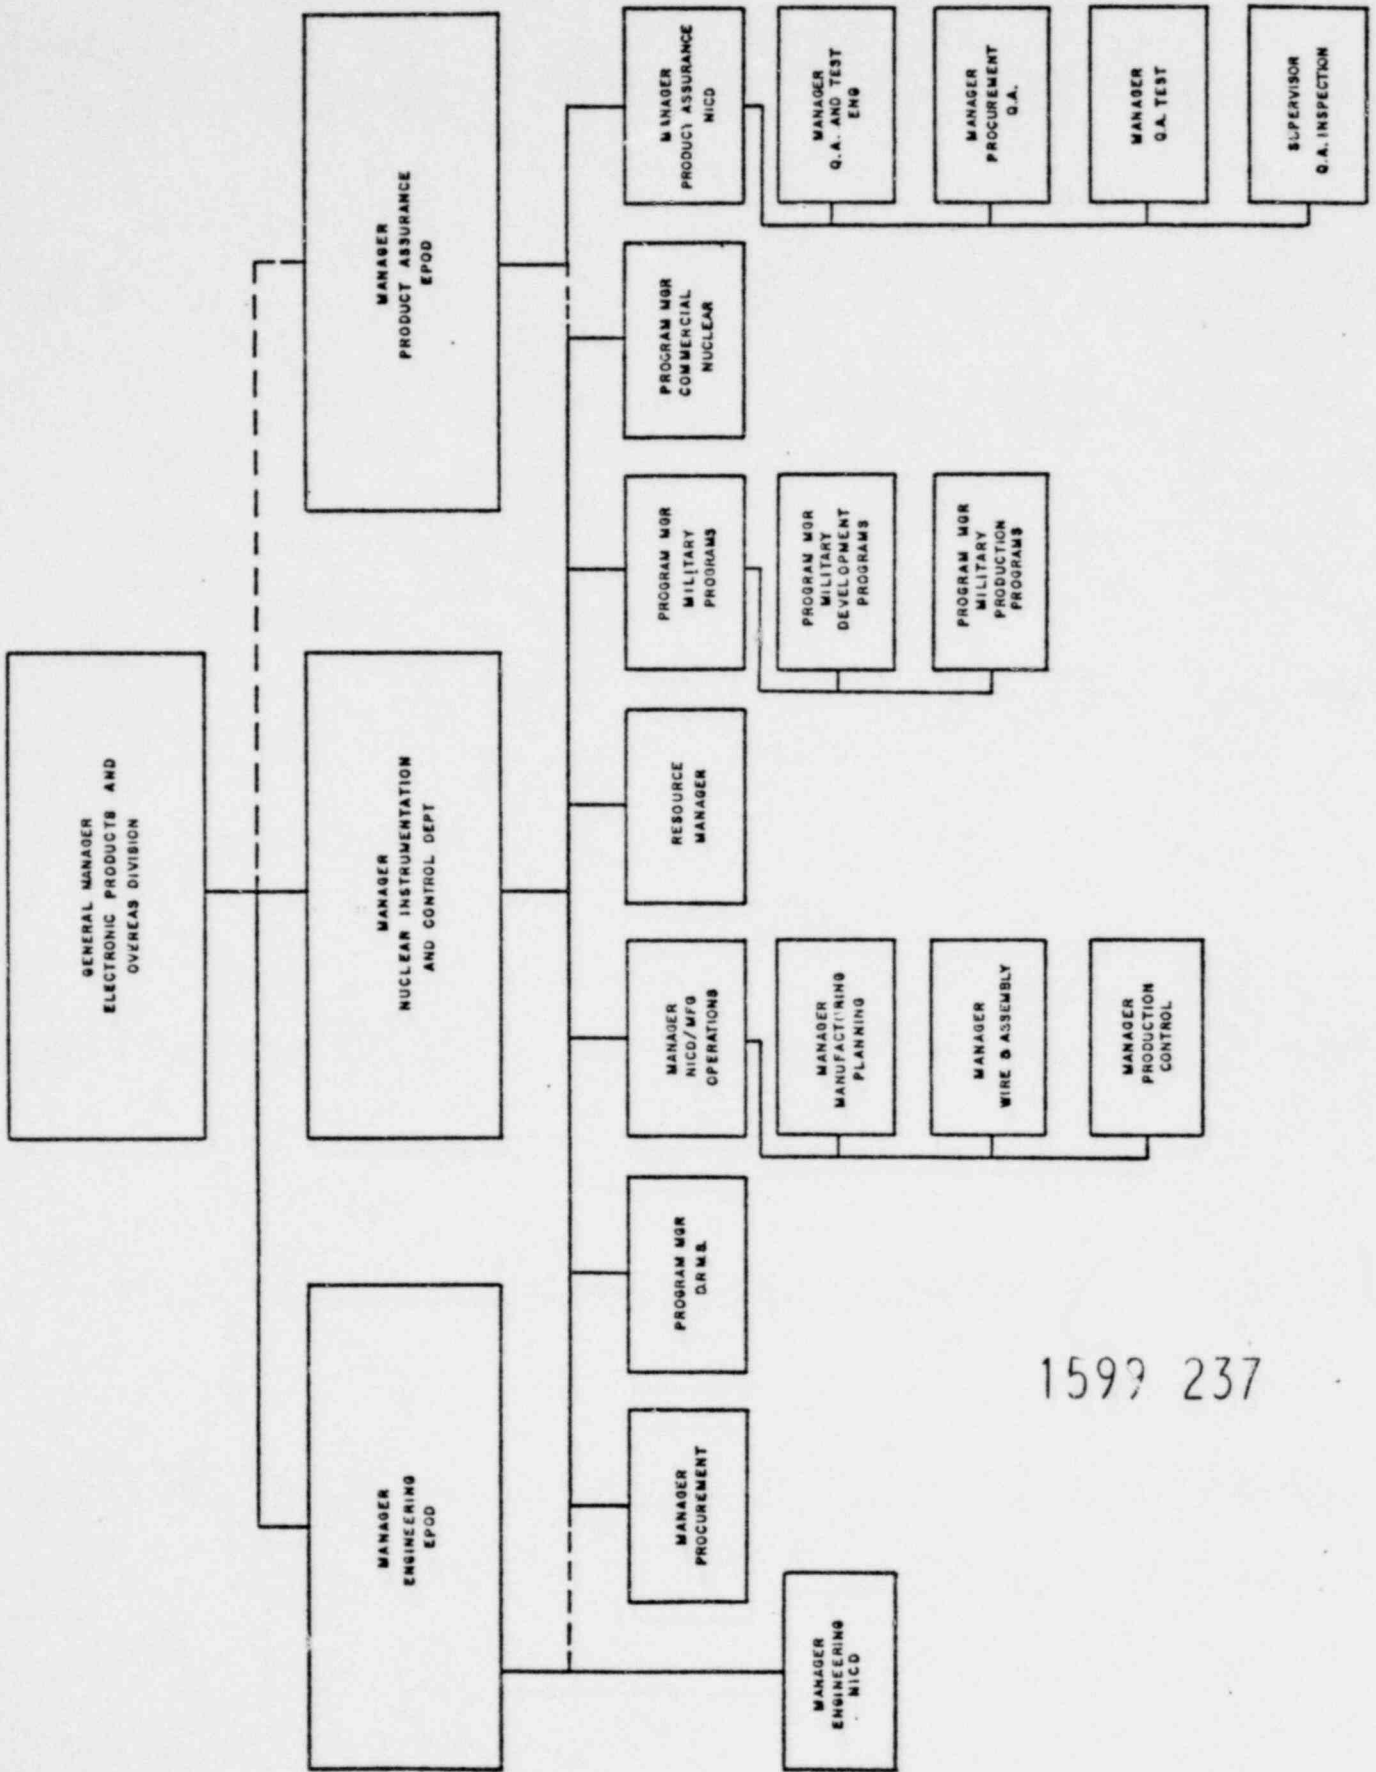 GENERAL MANAGER
ELECTRONIC PRODUCTS AND
OVEREAS DIVISION
MANAGER
ENGINEERING
EPOD
MANAGER
NUCLEAR INSTRUMENTATION
AND CONTROL DEPT
MANAGER
PRODUCT ASSURANCE
EPOD
MANAGER
PROCUREMENT
PROGRAM MGR
D.R.M.S.
MANAGER
NICD/MFG
OPERATIONS
RESOURCE
MANAGER
PROGRAM MGR
MILITARY
PROGRAMS
PROGRAM MGR
COMMERCIAL
NUCLEAR
MANAGER
PRODUCT ASSURANCE
NICD
MANAGER
ENGINEERING
NICD
MANAGER
MANUFACTURING
PLANNING
MANAGER
WIRE & ASSEMBLY
MANAGER
PRODUCTION
CONTROL
PROGRAM MGR
MILITARY
DEVELOPMENT
PROGRAMS
PROGRAM MGR
MILITARY
PRODUCTION
PROGRAMS
MANAGER
Q.A. AND TEST
ENG
MANAGER
PROCUREMENT
Q.A.
MANAGER
Q.A. TEST
SUPERVISOR
Q.A. INSPECTION
1599 237